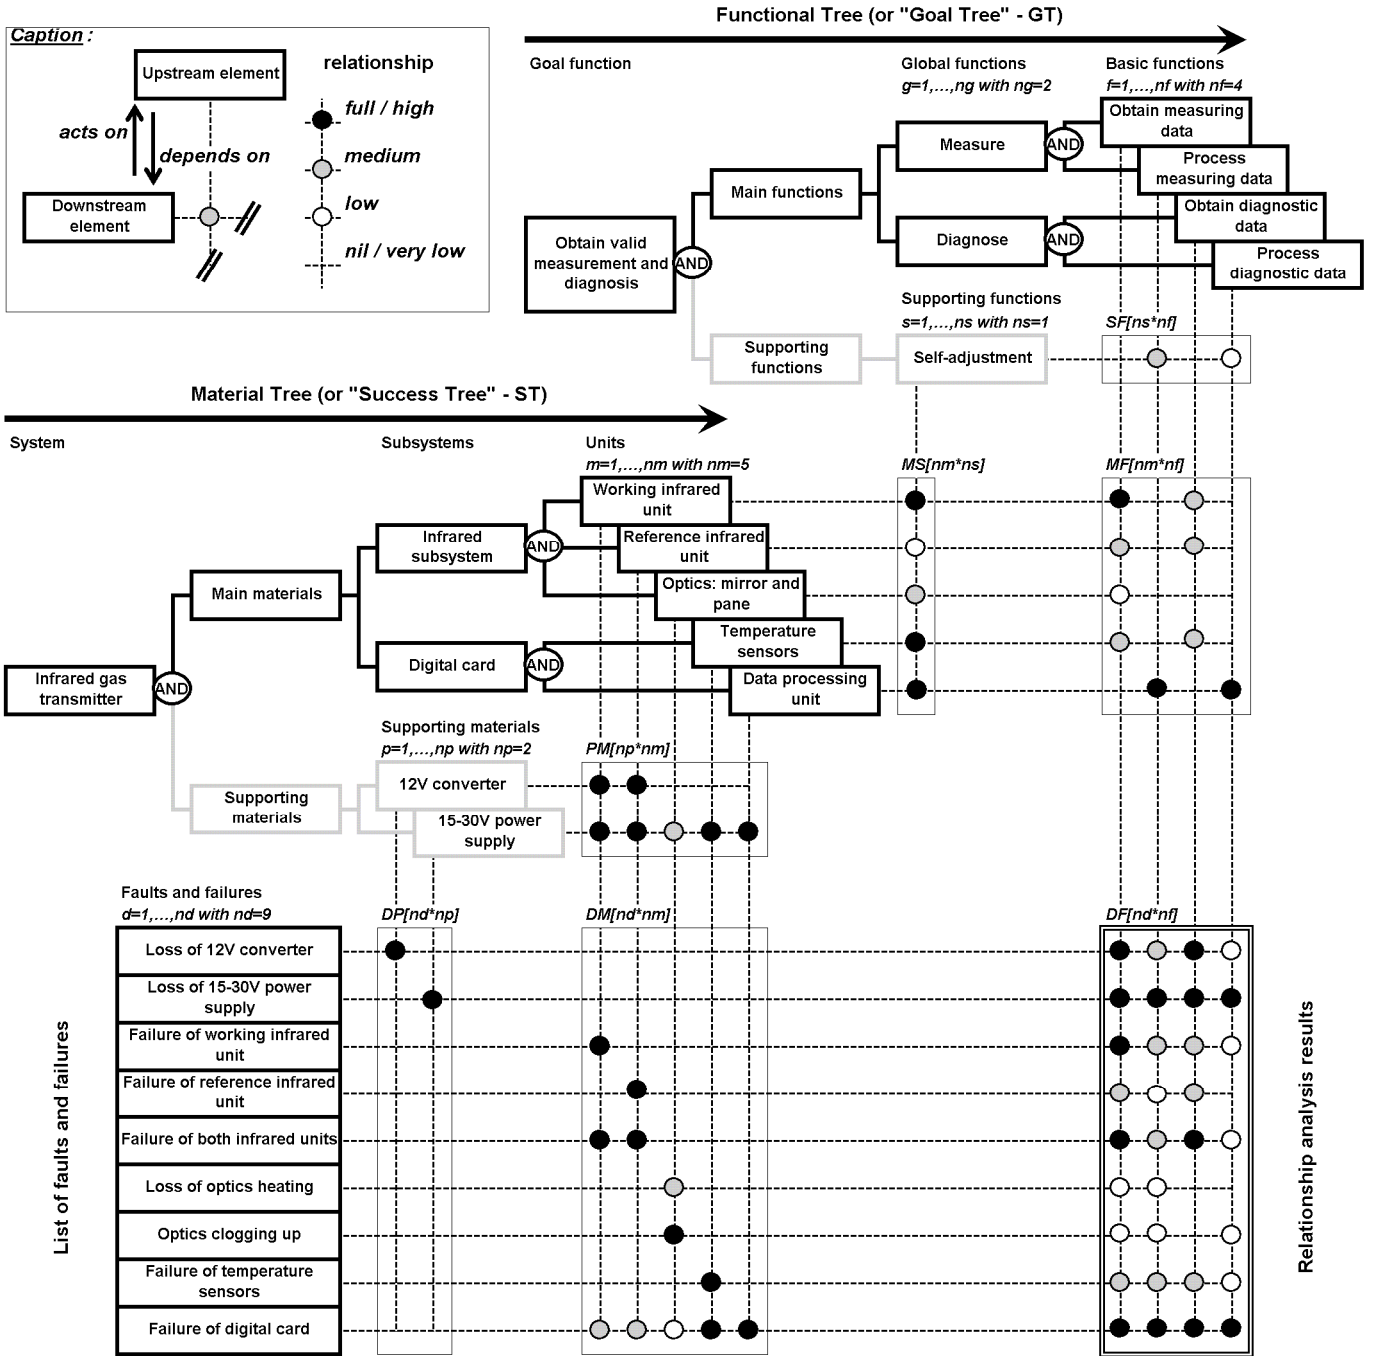 Functional Tree (or "Goal Tree" - GT)
Caption :
Upstream element
relationship
full / high
acts on
depends on
medium
Downstream
element
low
nil / very low
Goal function
Global functions
g=1,…,ng with ng=2
Basic functions
f=1,…,nf with nf=4
Obtain measuring
data
Measure
AND
Process
measuring data
Main functions
Obtain diagnostic
data
Obtain valid
measurement and
diagnosis
AND
Diagnose
AND
Process
diagnostic data
Supporting functions
s=1,…,ns with ns=1
SF[ns*nf]
Supporting
functions
Self-adjustment
Material Tree (or "Success Tree" - ST)
System
Subsystems
Units
m=1,…,nm with nm=5
MS[nm*ns]
MF[nm*nf]
Working infrared
unit
Infrared
subsystem
AND
Reference infrared
unit
Main materials
Optics: mirror and
pane
Temperature
sensors
Digital card
AND
Infrared gas
transmitter
AND
Data processing
unit
Supporting materials
p=1,…,np with np=2
PM[np*nm]
12V converter
Supporting
materials
15-30V power
supply
Faults and failures
d=1,…,nd with nd=9
DP[nd*np]
DM[nd*nm]
DF[nd*nf]
List of faults and failures
Loss of 12V converter
Loss of 15-30V power
supply
Failure of working infrared
unit
Failure of reference infrared
unit
Failure of both infrared units
Loss of optics heating
Optics clogging up
Failure of temperature
sensors
Failure of digital card
Relationship analysis results